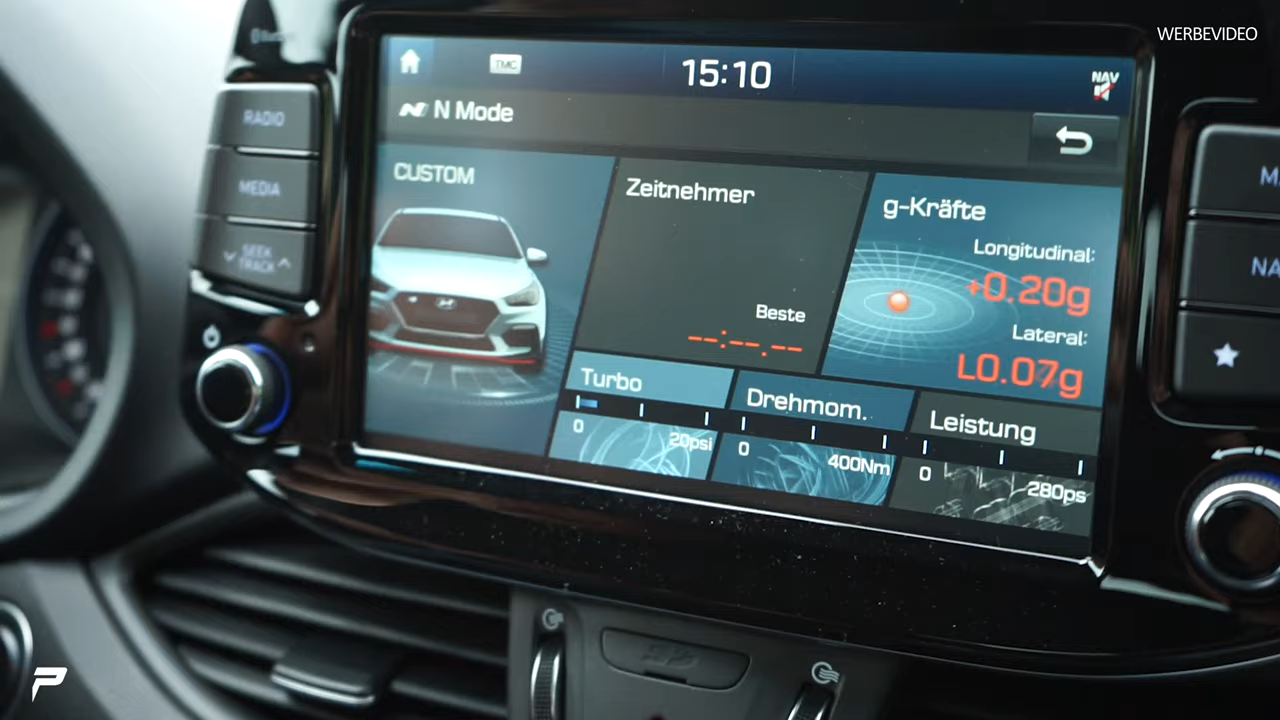 WERBEVIDEO
TMC
15:10
NAV
N Mode
RADIO
MEDIA
SEEK
TRACK
CUSTOM
Zeitnehmer
Beste
--:--.--
g-Kräfte
Longitudinal:
+0.20g
Lateral:
L0.07g
Turbo
0
20psi
Drehmom.
0
400Nm
Leistung
0
280ps